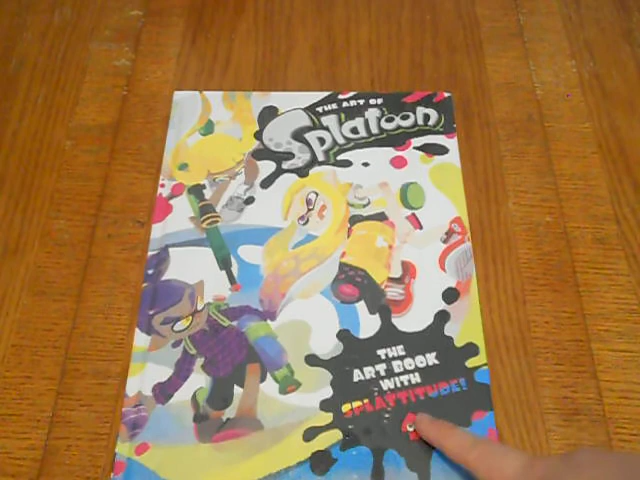 THE ART OF
Splatoon
THE
ART BOOK
WITH
SPLATTITUDE!